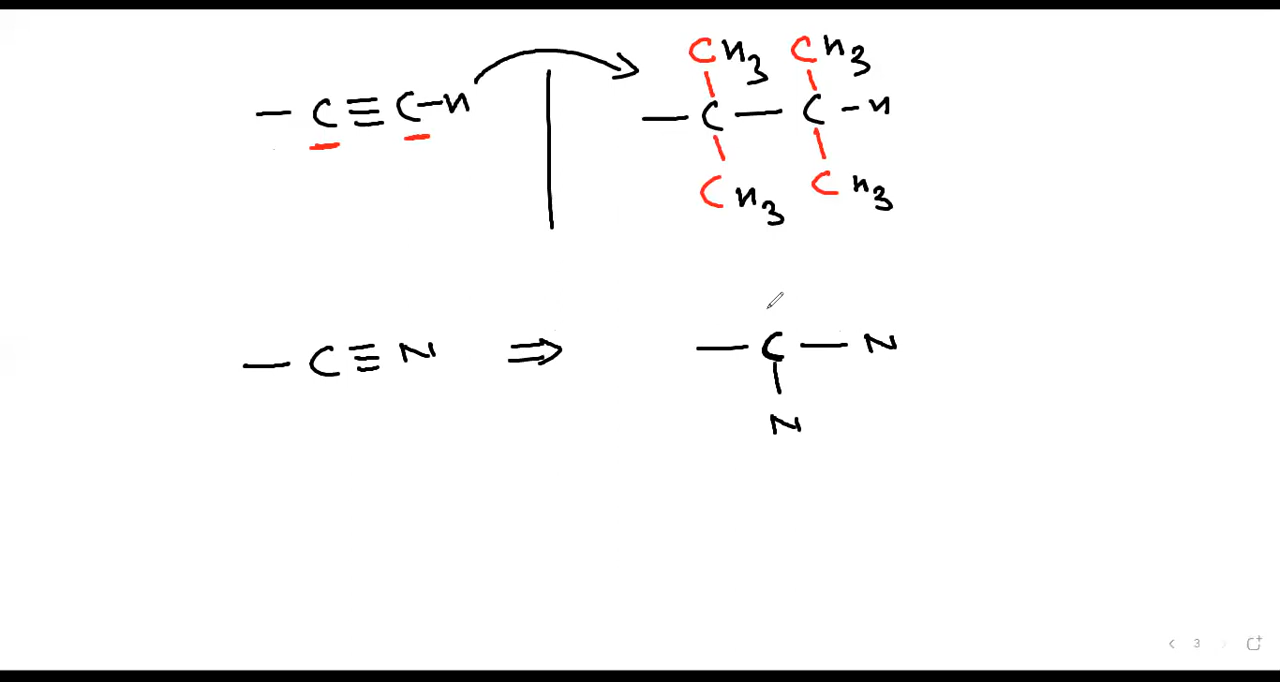 CH3 CH3
— C ≡ C – H — C — C – H
CH3 CH3
— C ≡ N ⇒ — C — N
N
3